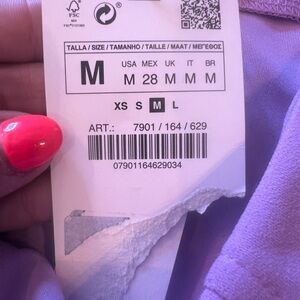 FSC
TALLA / SIZE / TAMANHO / TAILLE / MAAT / ΜΕΓΕΘΟΣ
M
USA MEX UK IT BR
M 28 M M M
XS S M L
ART.: 7901 / 164 / 629
07901164629034